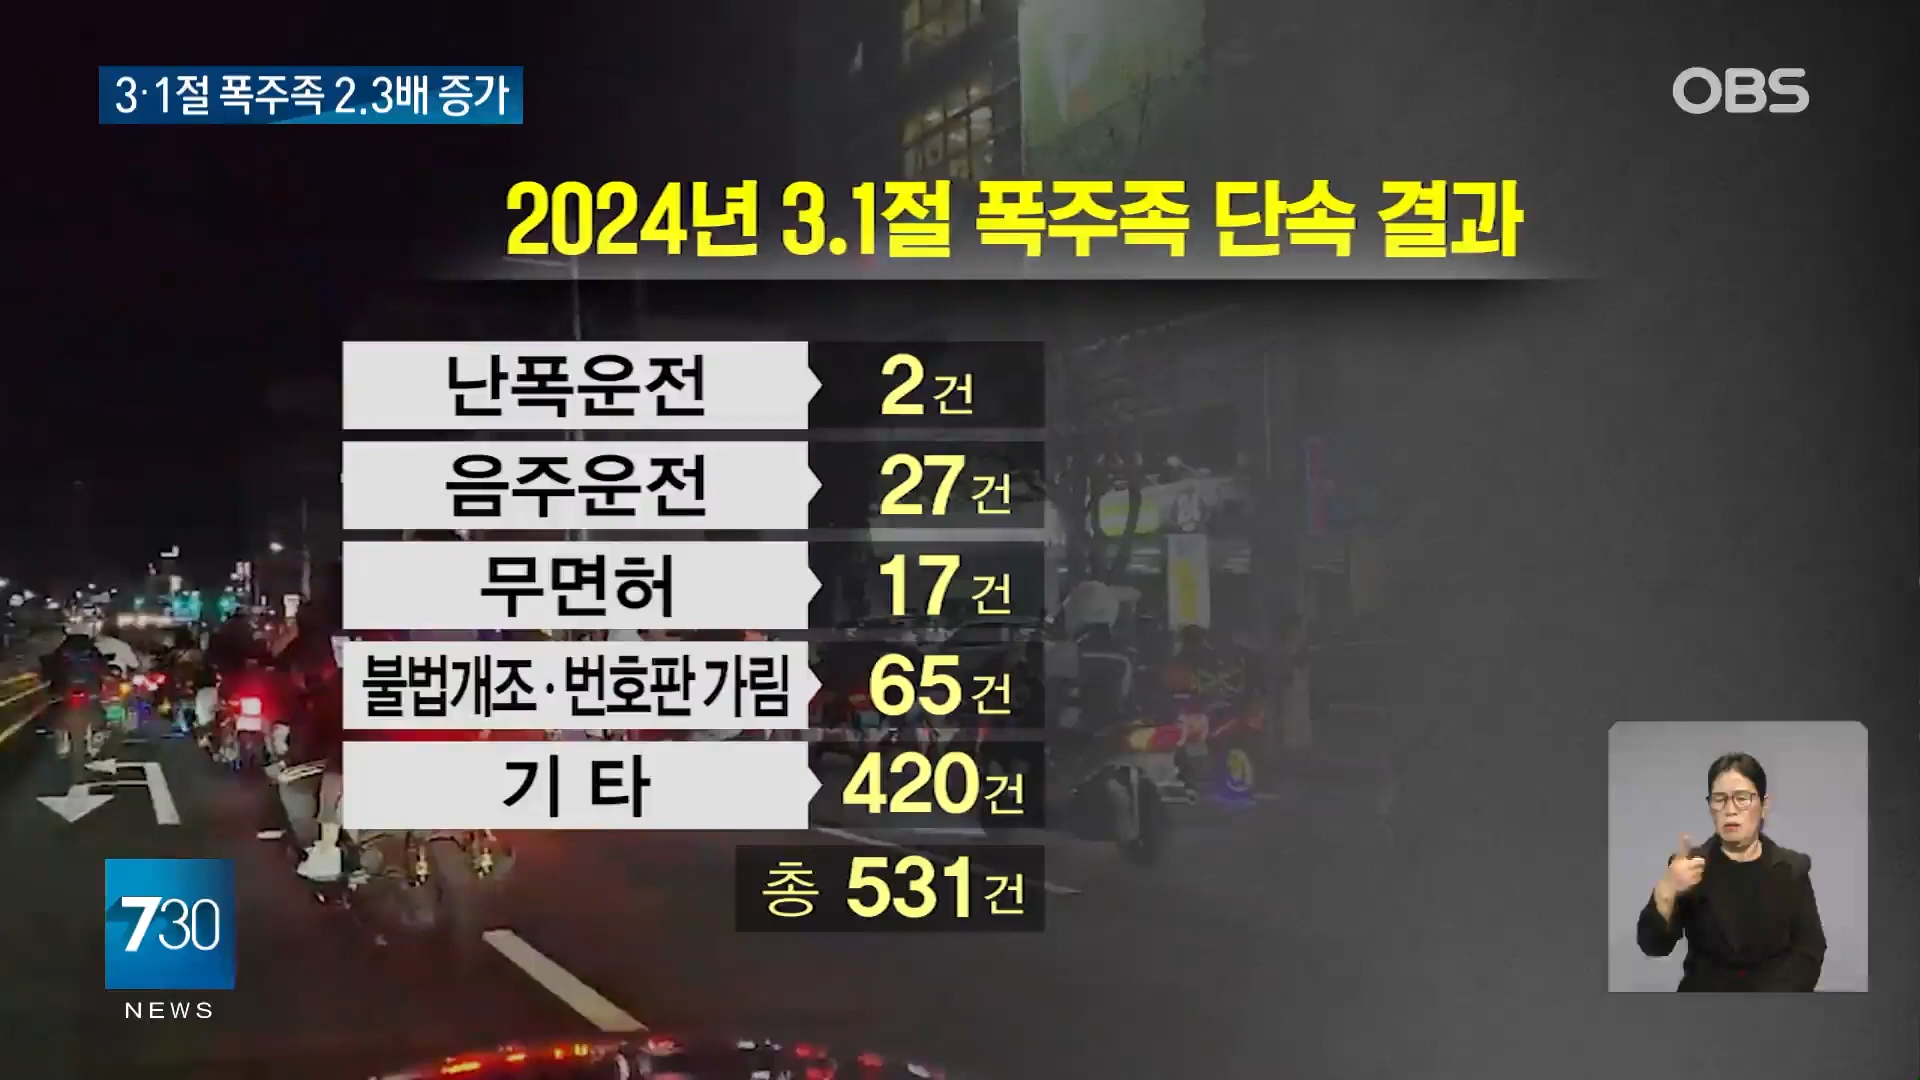 3·1절 폭주족 2.3배 증가
OBS
2024년 3.1절 폭주족 단속 결과
난폭운전 2건
음주운전 27건
무면허 17건
불법개조·번호판 가림 65건
기 타 420건
총 531건
730
NEWS